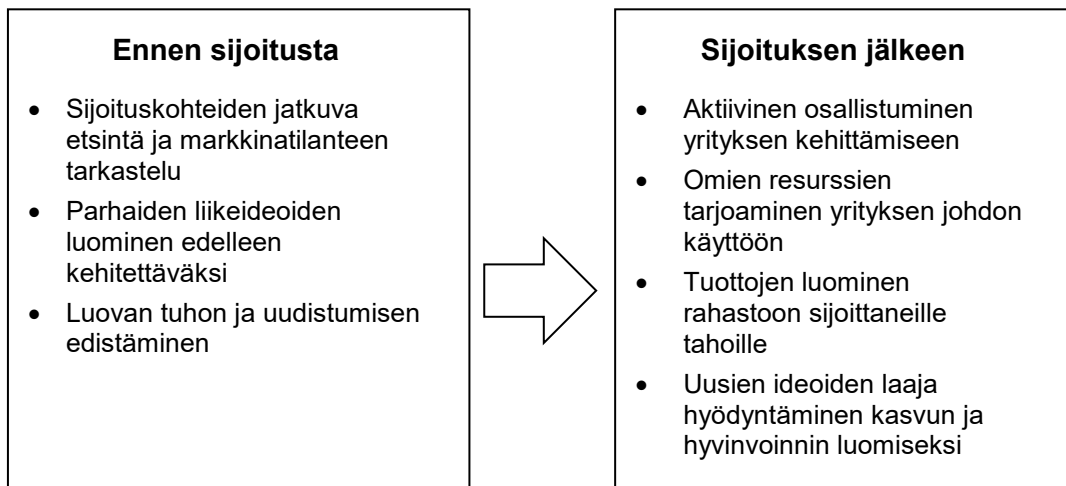 Ennen sijoitusta
• Sijoituskohteiden jatkuva
etsintä ja markkinatilanteen
tarkastelu
• Parhaiden liikeideoiden
luominen edelleen
kehitettäväksi
• Luovan tuhon ja uudistumisen
edistäminen
Sijoituksen jälkeen
• Aktiivinen osallistuminen
yrityksen kehittämiseen
• Omien resurssien
tarjoaminen yrityksen johdon
käyttöön
• Tuottojen luominen
rahastoon sijoittaneille
tahoille
• Uusien ideoiden laaja
hyödyntäminen kasvun ja
hyvinvoinnin luomiseksi